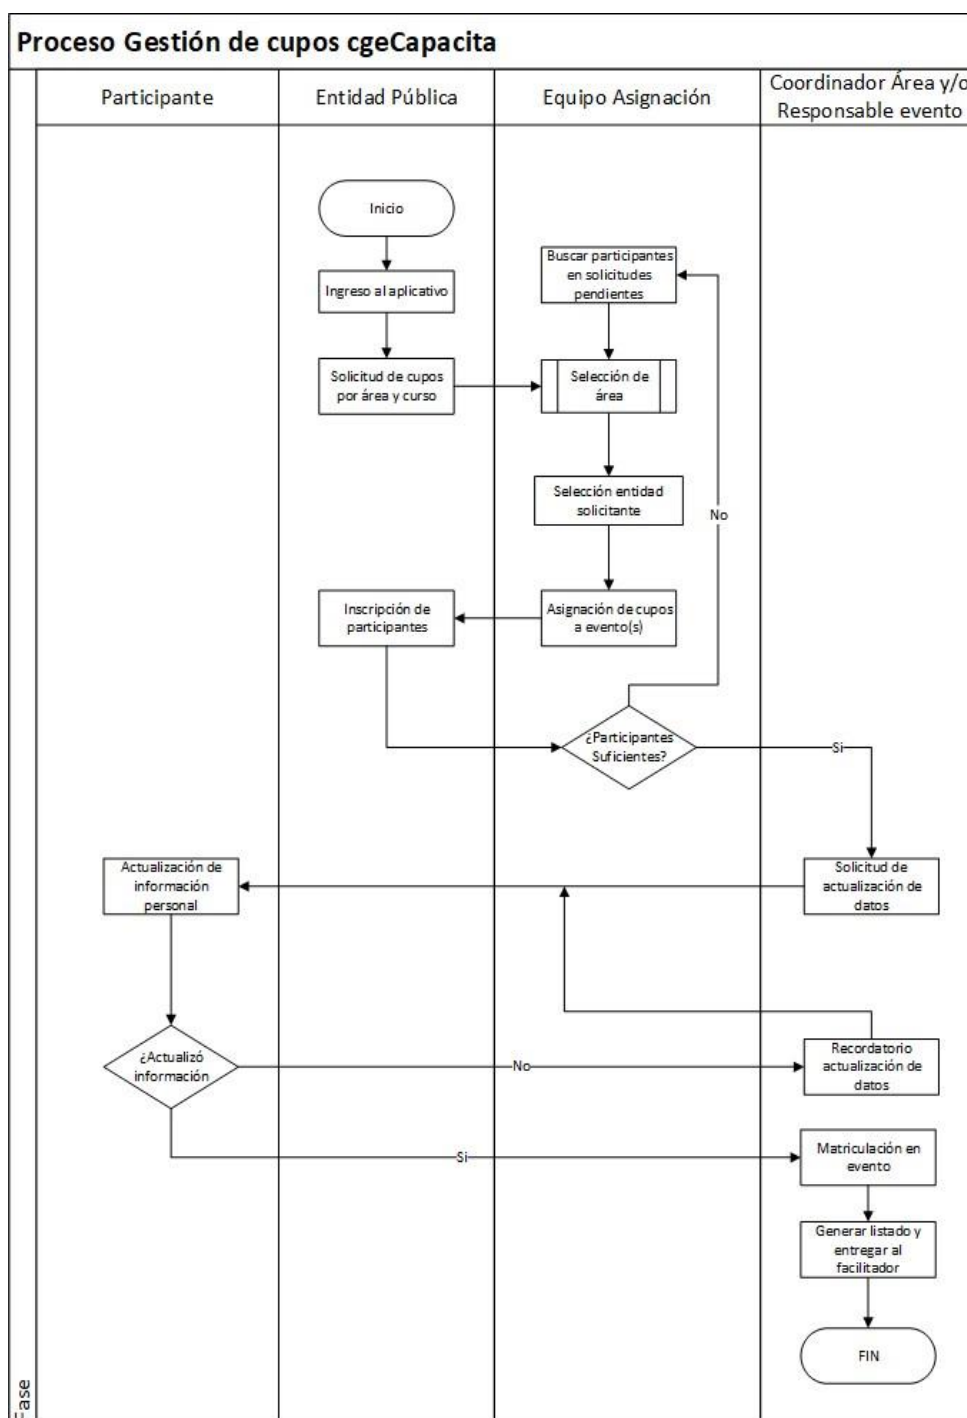 Proceso Gestión de cupos cgeCapacita
Participante
Entidad Pública
Equipo Asignación
Coordinador Área y/o
Responsable evento
Inicio
Buscar participantes
en solicitudes
pendientes
Ingreso al aplicativo
Solicitud de cupos
por área y curso
Selección de
área
Selección entidad
solicitante
No
Inscripción de
participantes
Asignación de cupos
a evento(s)
¿Participantes
Suficientes?
Si
Actualización de
información
personal
Solicitud de
actualización de
datos
¿Actualizó
información
No
Recordatorio
actualización de
datos
Si
Matriculación en
evento
Generar listado y
entregar al
facilitador
FIN
Fase